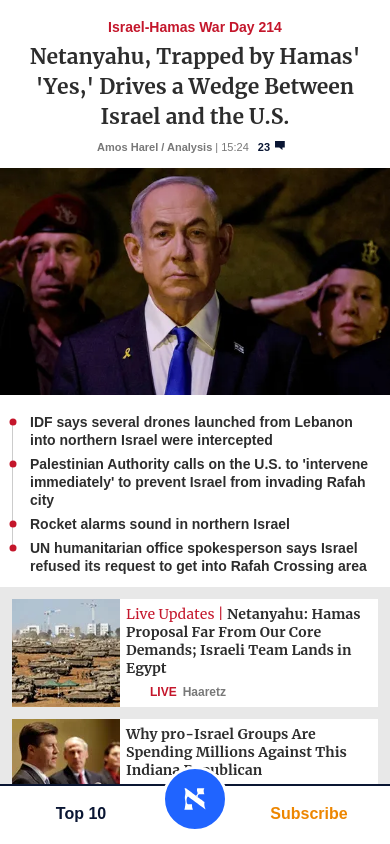 Israel-Hamas War Day 214
Netanyahu, Trapped by Hamas'
'Yes,' Drives a Wedge Between
Israel and the U.S.
Amos Harel / Analysis | 15:24 23
IDF says several drones launched from Lebanon
into northern Israel were intercepted
Palestinian Authority calls on the U.S. to 'intervene
immediately' to prevent Israel from invading Rafah
city
Rocket alarms sound in northern Israel
UN humanitarian office spokesperson says Israel
refused its request to get into Rafah Crossing area
Live Updates | Netanyahu: Hamas
Proposal Far From Our Core
Demands; Israeli Team Lands in
Egypt
LIVE Haaretz
Why pro-Israel Groups Are
Spending Millions Against This
Indiana
Top 10
Subscribe